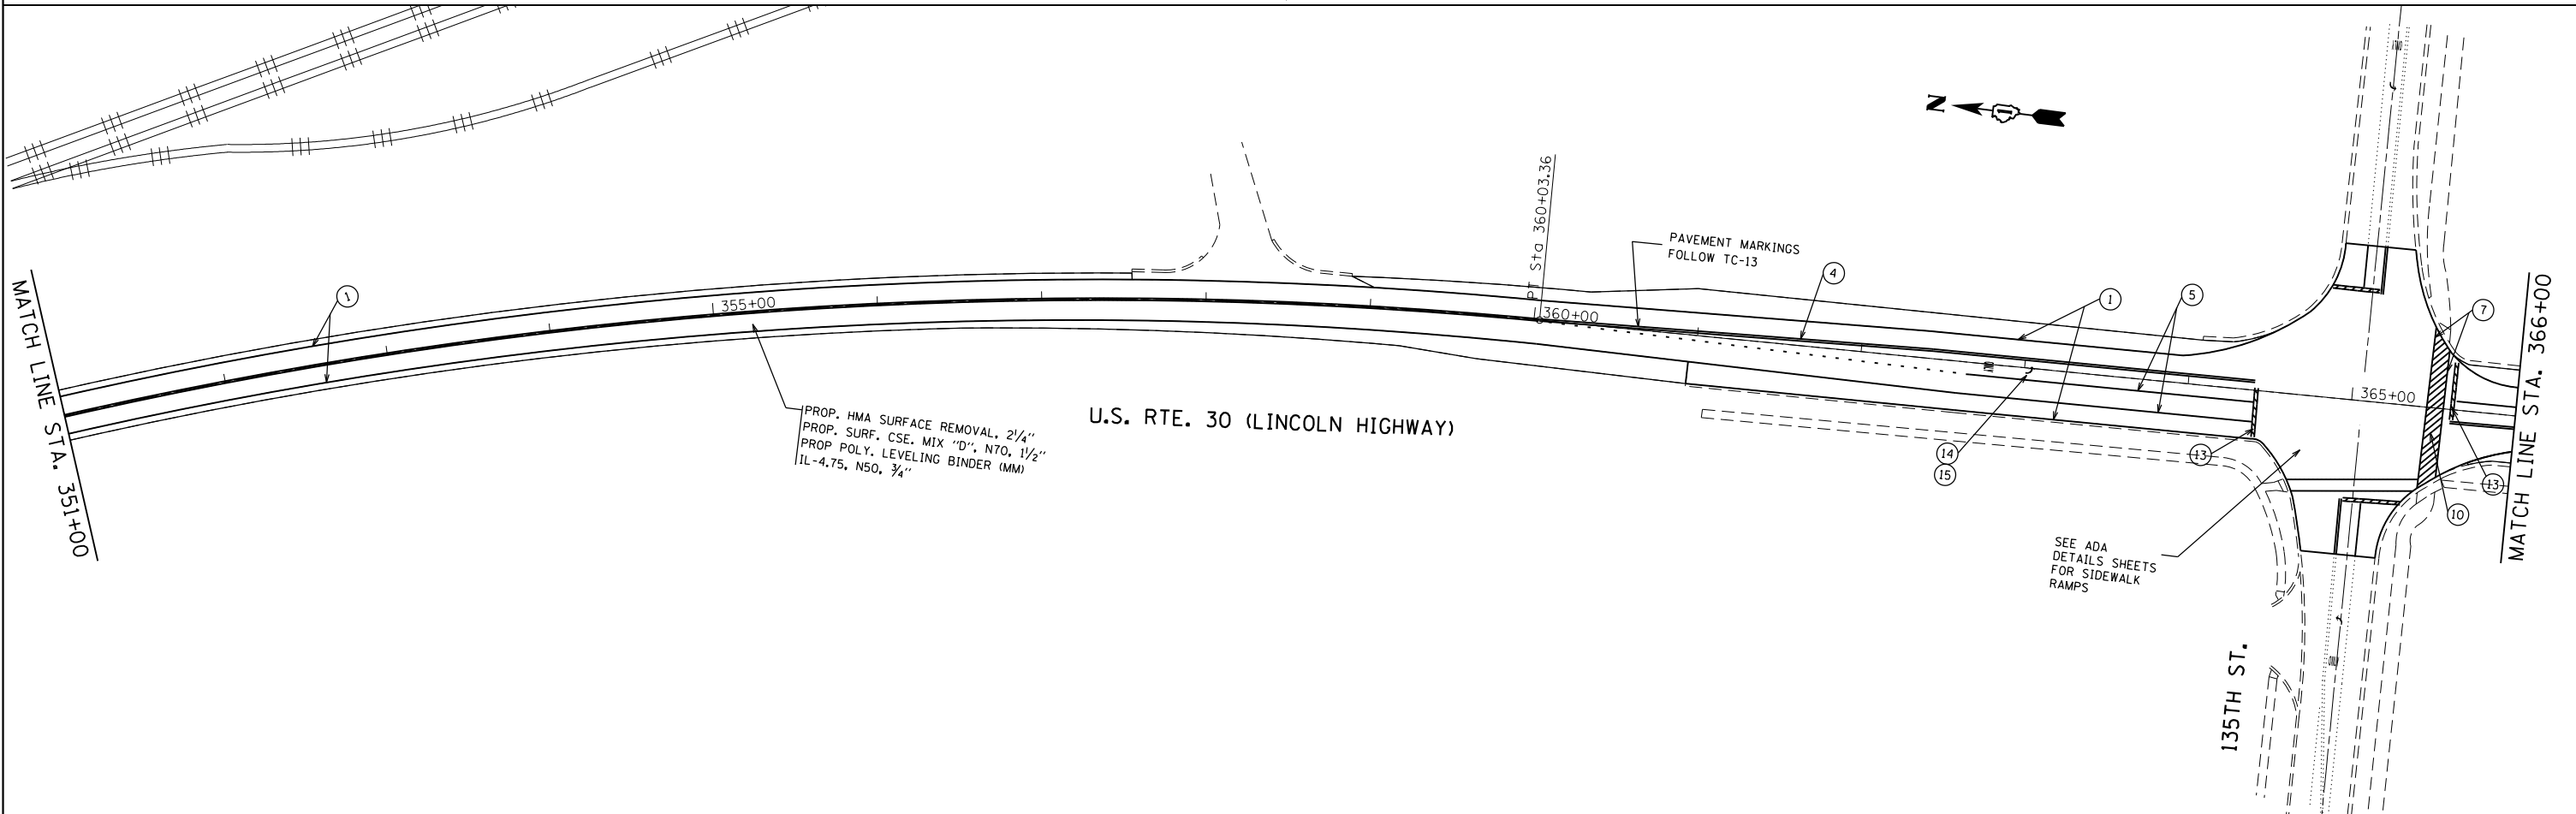 N
MATCH LINE STA. 351+00
1
355+00
PROP. HMA SURFACE REMOVAL, 2¼"
PROP. SURF. CSE. MIX "D", N70, 1½"
PROP POLY. LEVELING BINDER (MM)
IL-4.75, N50, ¾"
U.S. RTE. 30 (LINCOLN HIGHWAY)
PT Sta 360+03.36
360+00
PAVEMENT MARKINGS
FOLLOW TC-13
4
1
5
14
15
13
365+00
7
13
10
SEE ADA
DETAILS SHEETS
FOR SIDEWALK
RAMPS
135TH ST.
MATCH LINE STA. 366+00